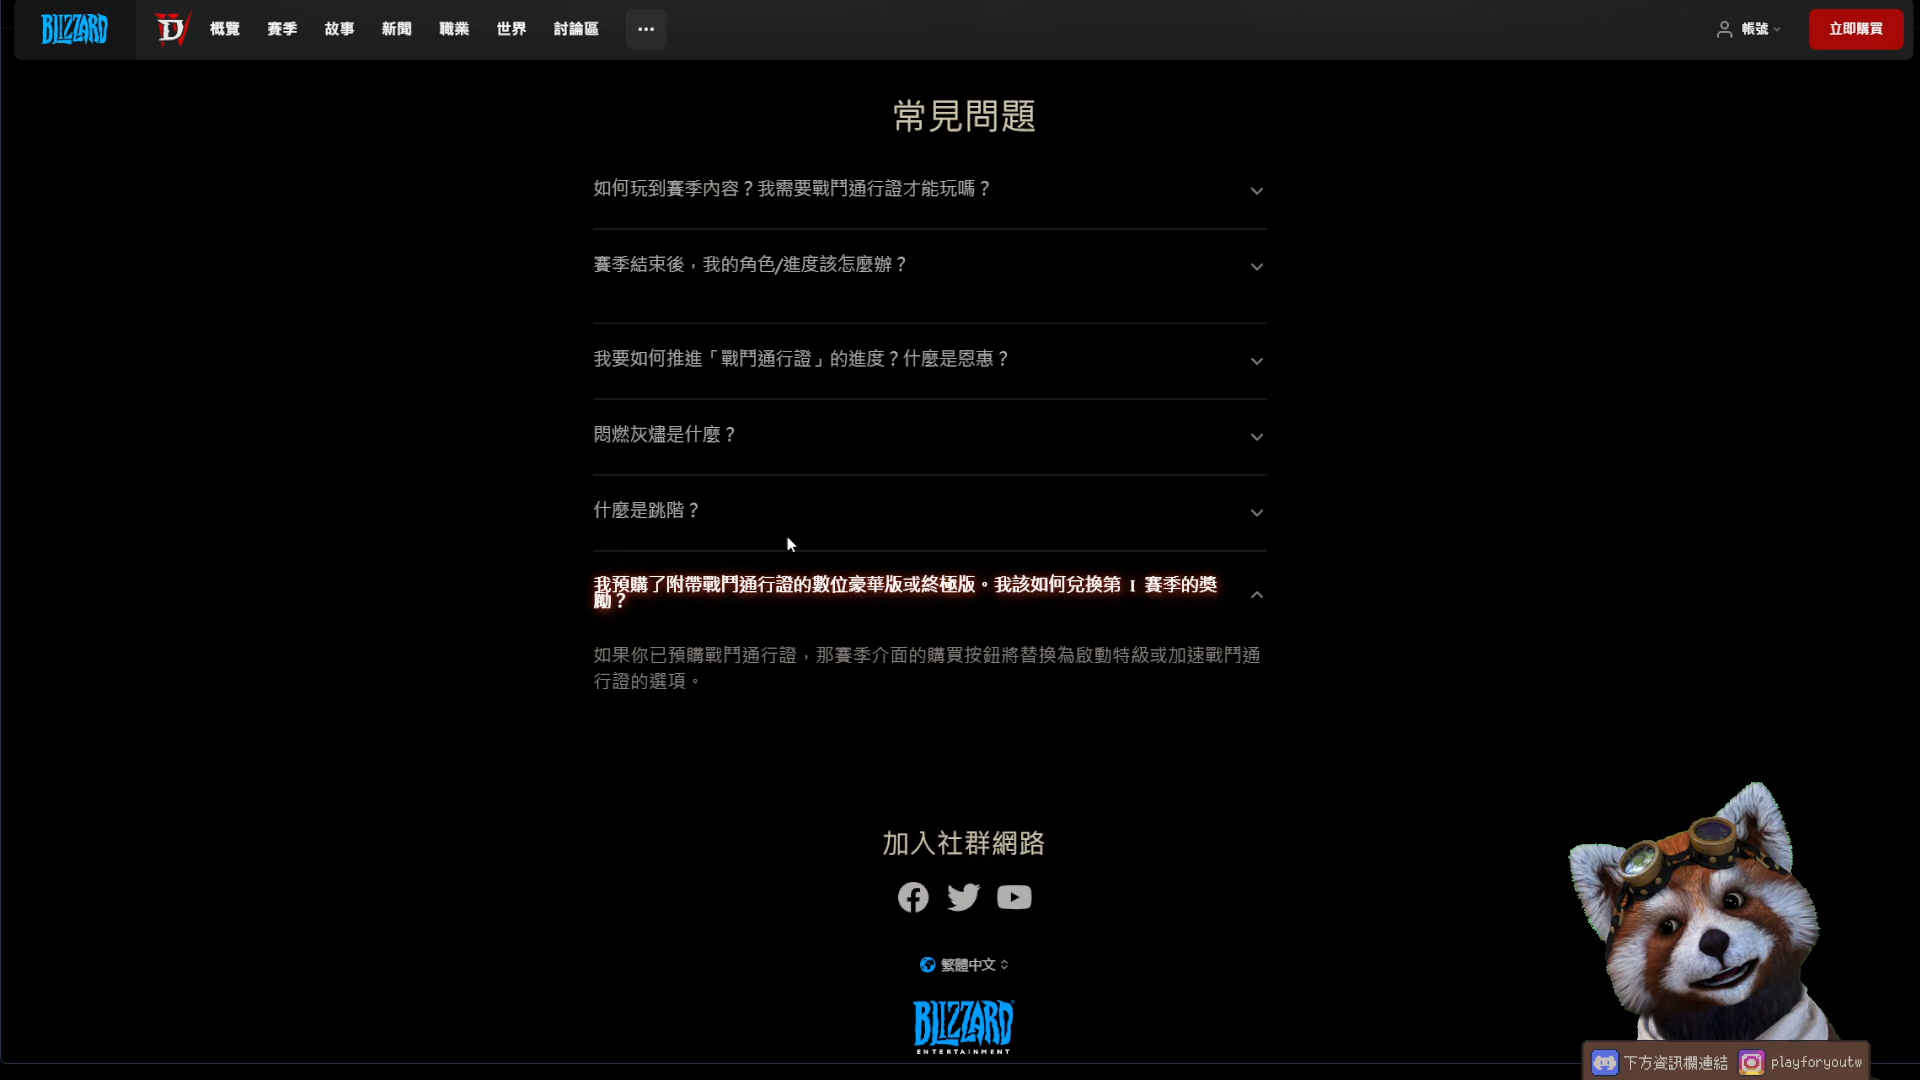 BLIZZARD
概覽 賽季 故事 新聞 職業 世界 討論區 ...
帳號
立即購買
常見問題
如何玩到賽季內容？我需要戰鬥通行證才能玩嗎？
賽季結束後，我的角色/進度該怎麼辦？
我要如何推進「戰鬥通行證」的進度？什麼是恩惠？
悶燃灰燼是什麼？
什麼是跳階？
我預購了附帶戰鬥通行證的數位豪華版或終極版。我該如何兌換第 I 賽季的獎
勵？
如果你已預購戰鬥通行證，那賽季介面的購買按鈕將替換為啟動特級或加速戰鬥通
行證的選項。
加入社群網路
繁體中文
BLIZZARD
ENTERTAINMENT
下方資訊欄連結 playforyoutw